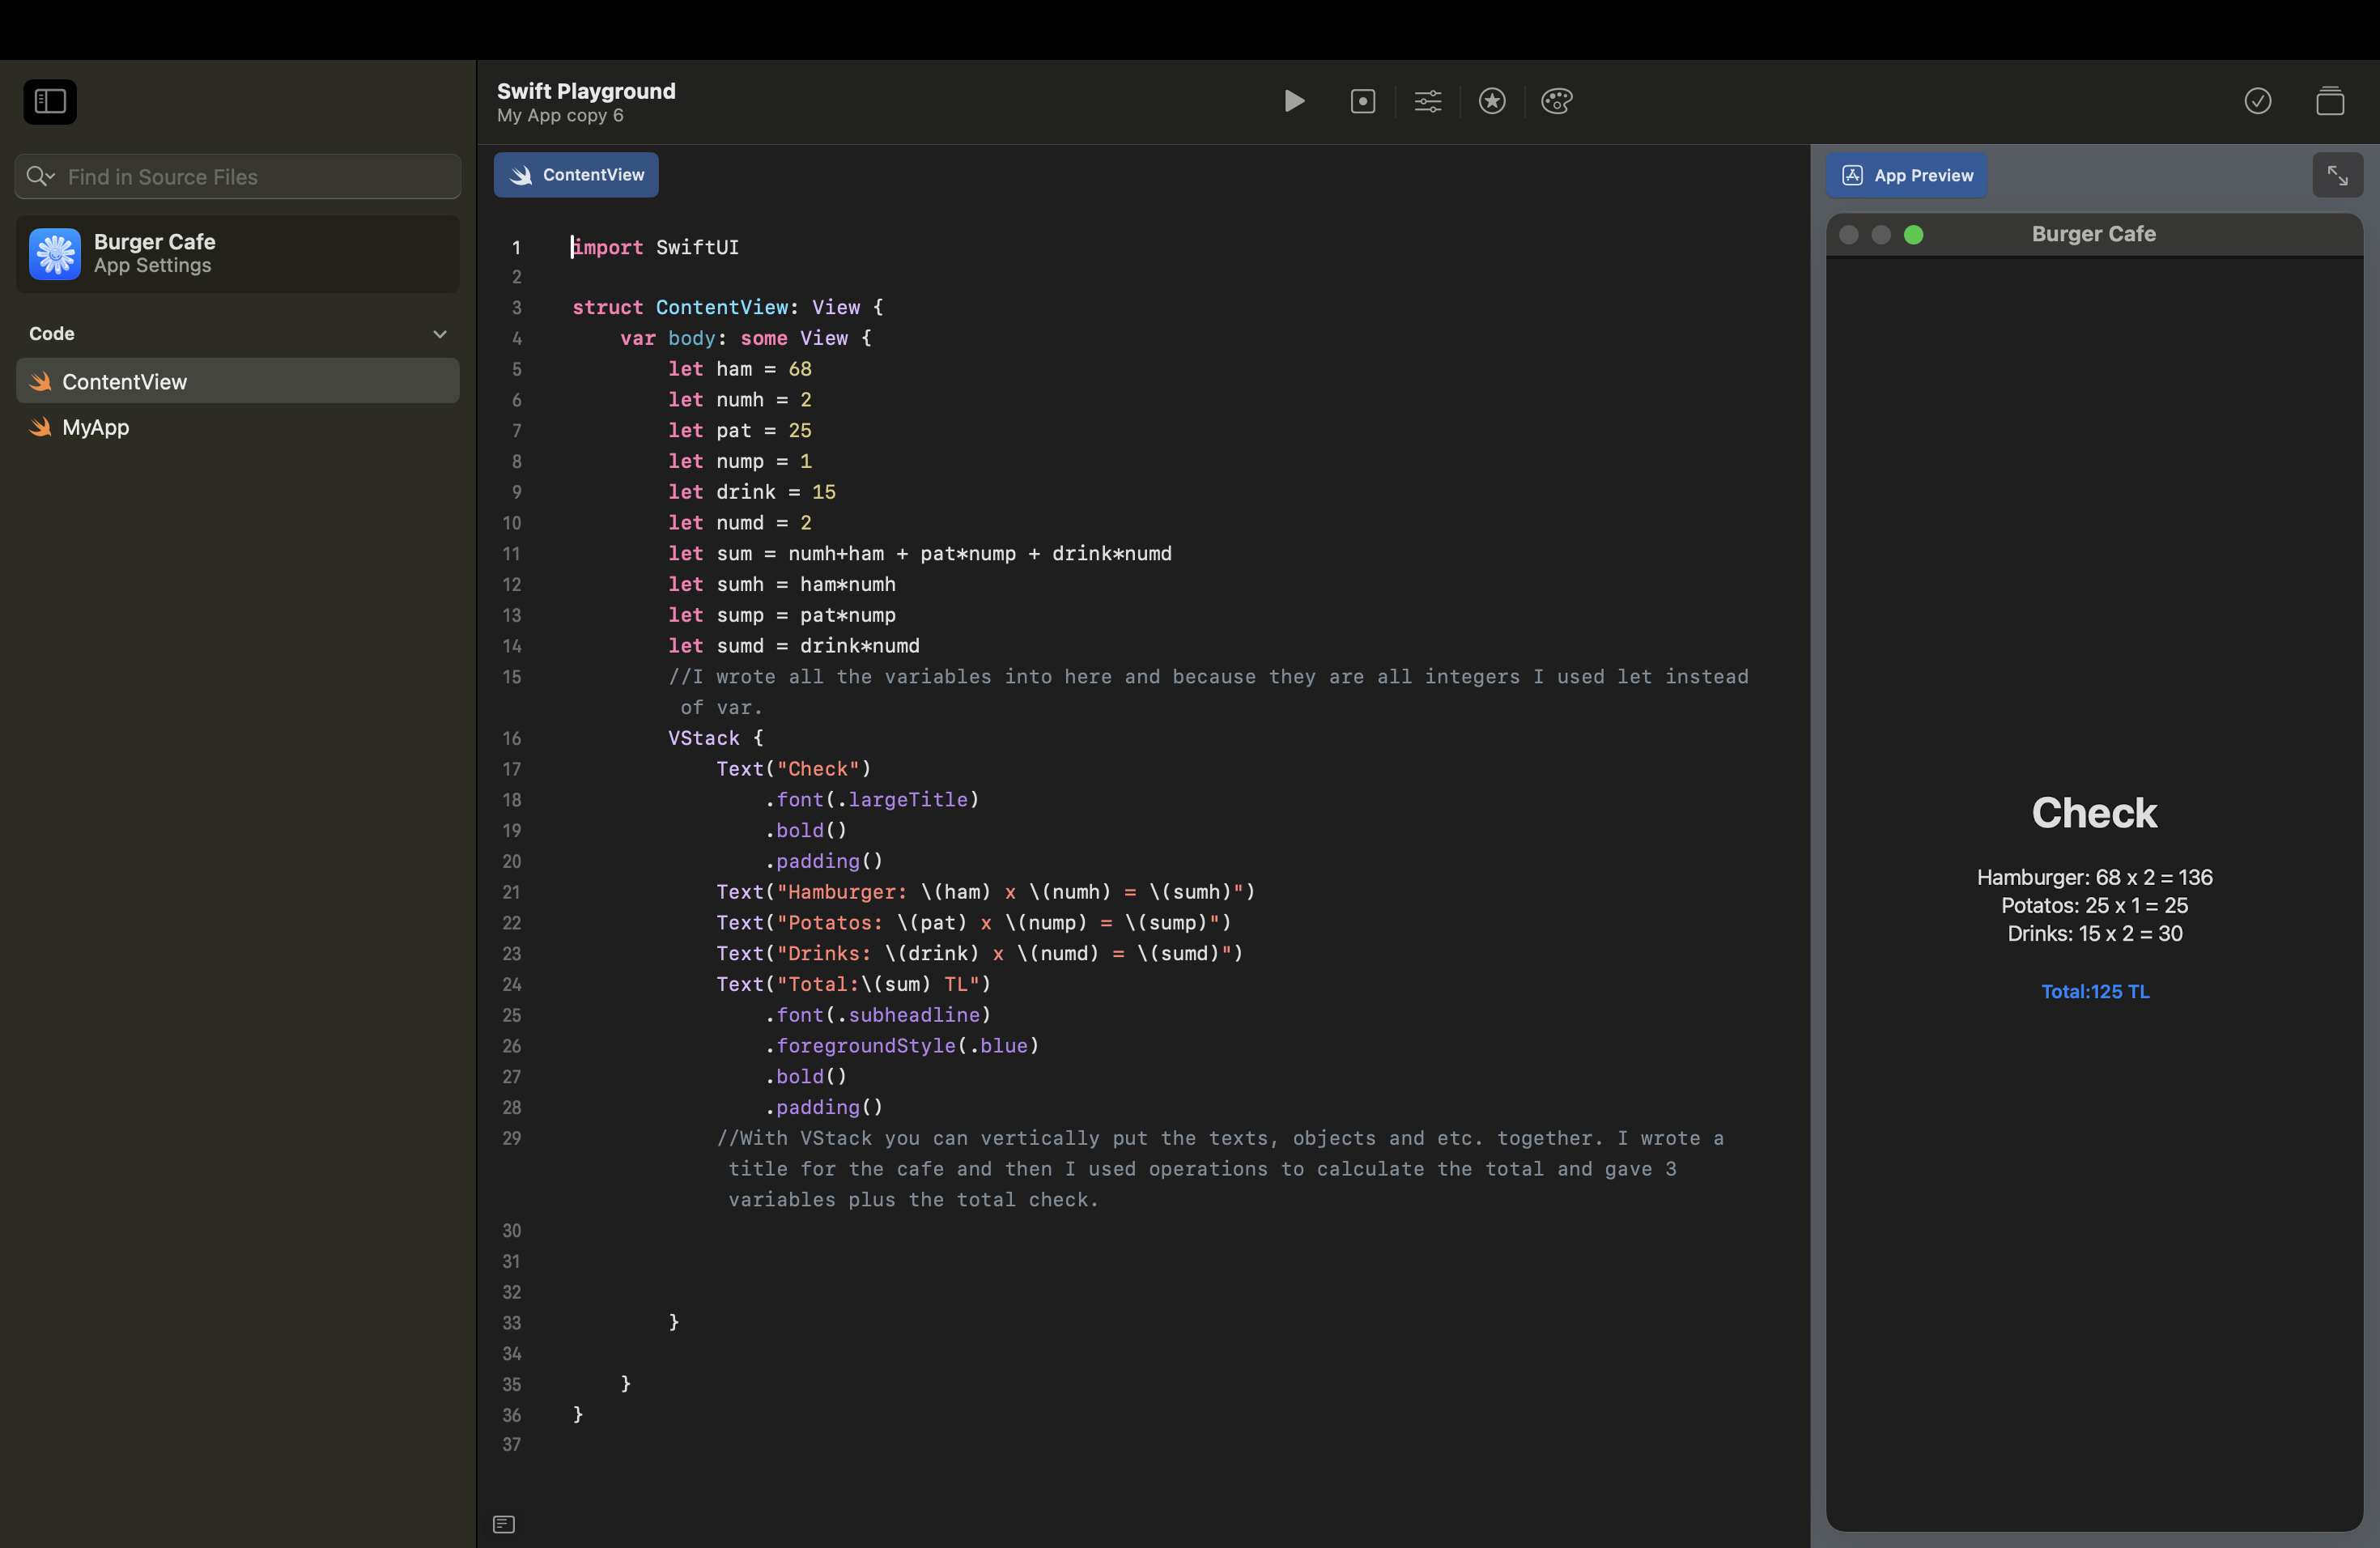 Swift Playground
My App copy 6
Find in Source Files
Burger Cafe
App Settings
Code
ContentView
MyApp
ContentView
1 import SwiftUI
2
3 struct ContentView: View {
4 var body: some View {
5 let ham = 68
6 let numh = 2
7 let pat = 25
8 let nump = 1
9 let drink = 15
10 let numd = 2
11 let sum = numh+ham + pat*nump + drink*numd
12 let sumh = ham*numh
13 let sump = pat*nump
14 let sumd = drink*numd
15 //I wrote all the variables into here and because they are all integers I used let instead
of var.
16 VStack {
17 Text("Check")
18 .font(.largeTitle)
19 .bold()
20 .padding()
21 Text("Hamburger: \(ham) x \(numh) = \(sumh)")
22 Text("Potatos: \(pat) x \(nump) = \(sump)")
23 Text("Drinks: \(drink) x \(numd) = \(sumd)")
24 Text("Total:\(sum) TL")
25 .font(.subheadline)
26 .foregroundStyle(.blue)
27 .bold()
28 .padding()
29 //With VStack you can vertically put the texts, objects and etc. together. I wrote a
title for the cafe and then I used operations to calculate the total and gave 3
variables plus the total check.
30
31
32
33 }
34
35 }
36 }
37
App Preview
Burger Cafe
Check
Hamburger: 68 x 2 = 136
Potatos: 25 x 1 = 25
Drinks: 15 x 2 = 30
Total:125 TL